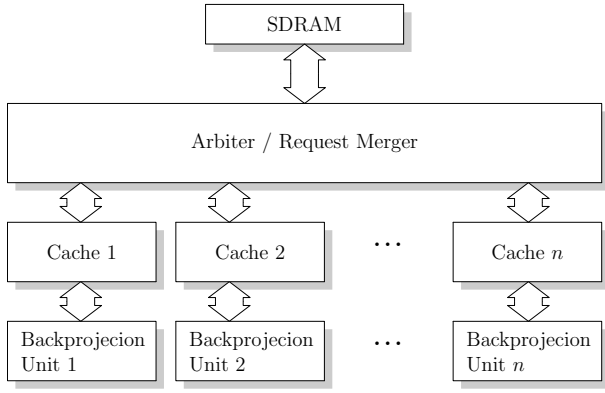 SDRAM
Arbiter / Request Merger
Cache 1
Cache 2
...
Cache n
Backprojecion
Unit 1
Backprojecion
Unit 2
...
Backprojecion
Unit n